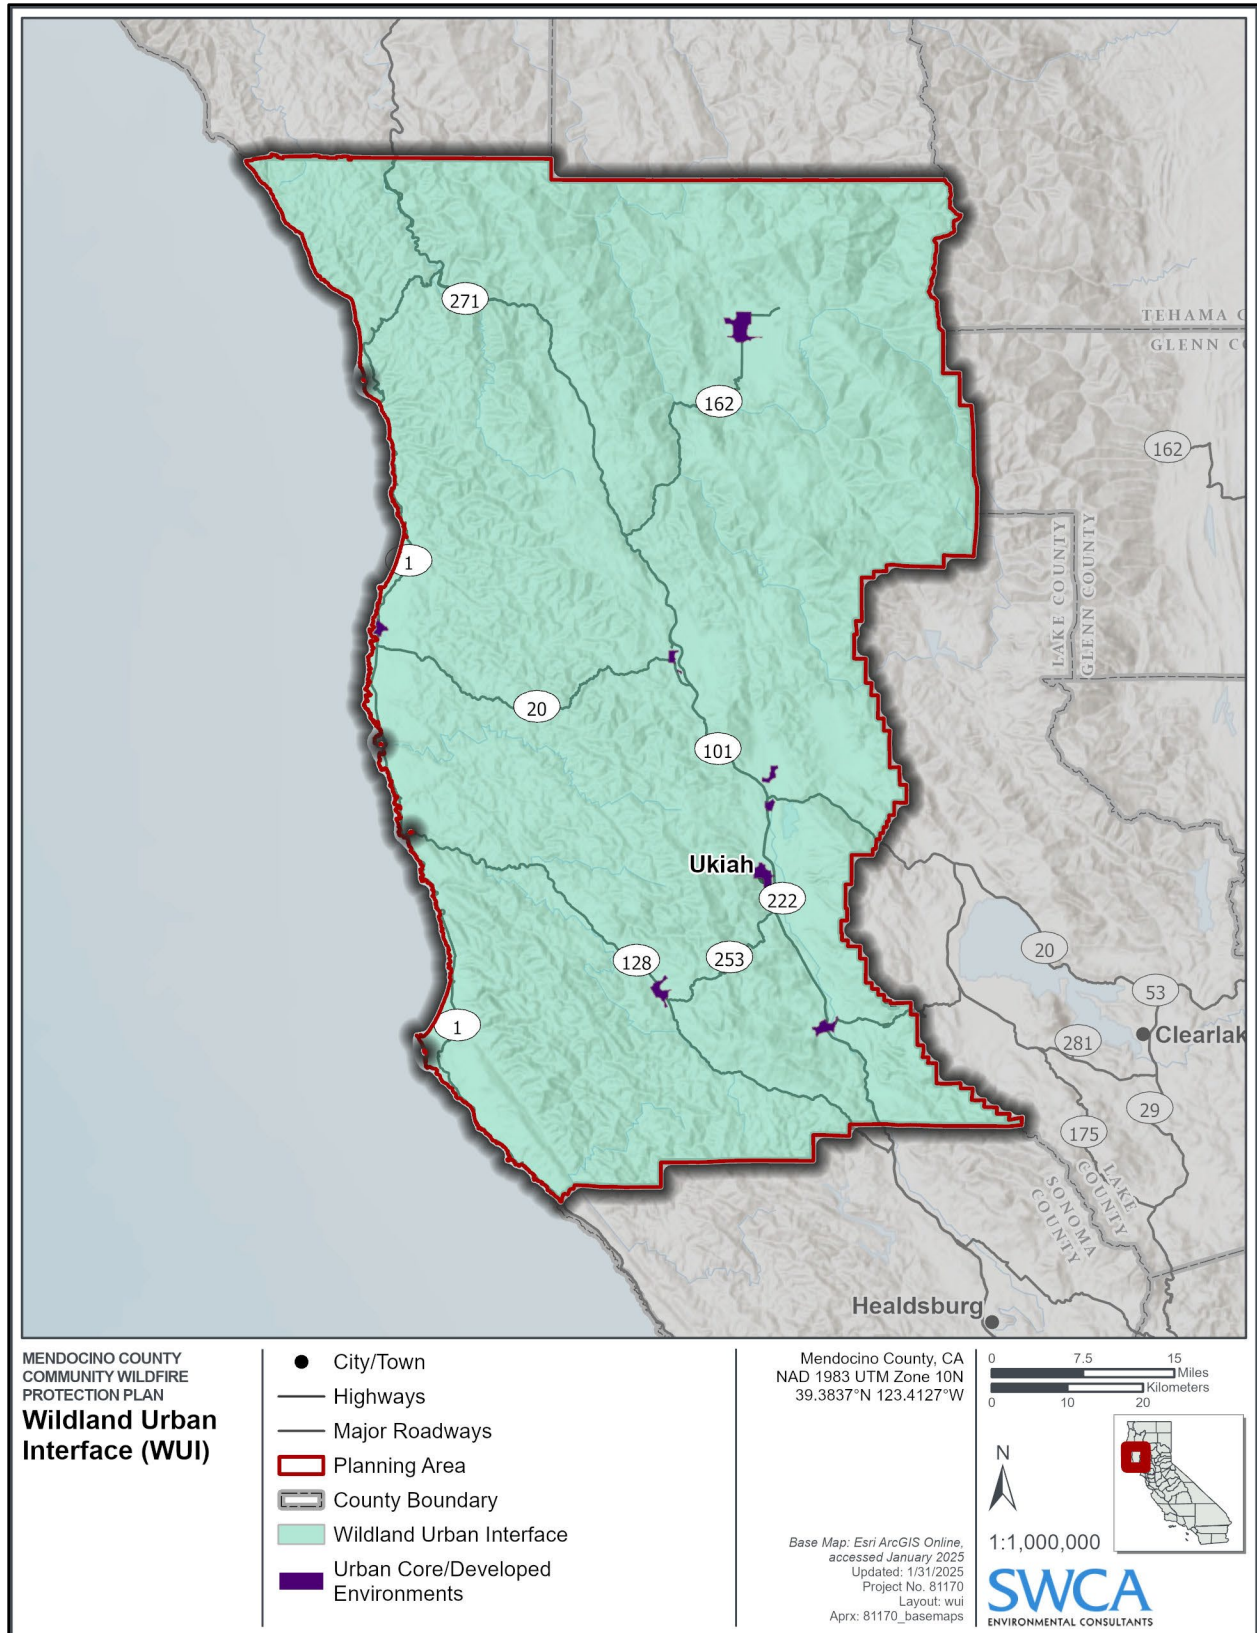 271
162
TEHAMA C
GLENN C
162
1
LAKE COUNTY
GLENN COUNTY
20
101
Ukiah
222
128
253
20
53
1
281
Clearlak
29
175
LAKE
COUNTY
SONOMA
COUNTY
Healdsburg
MENDOCINO COUNTY
COMMUNITY WILDFIRE
PROTECTION PLAN
Wildland Urban
Interface (WUI)
City/Town
Highways
Major Roadways
Planning Area
County Boundary
Wildland Urban Interface
Urban Core/Developed
Environments
Mendocino County, CA
NAD 1983 UTM Zone 10N
39.3837°N 123.4127°W
Base Map: Esri ArcGIS Online,
accessed January 2025
Updated: 1/31/2025
Project No. 81170
Layout: wui
Aprx: 81170_basemaps
0 7.5 15
Miles
Kilometers
0 10 20
N
1:1,000,000
SWCA
ENVIRONMENTAL CONSULTANTS